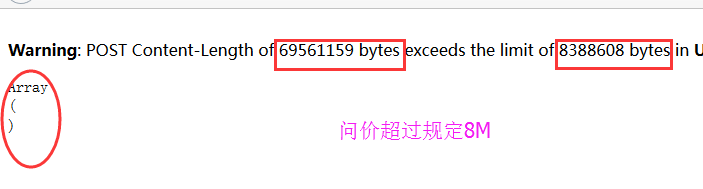 Warning: POST Content-Length of 69561159 bytes exceeds the limit of 8388608 bytes in
Array
(
)
问价超过规定8M